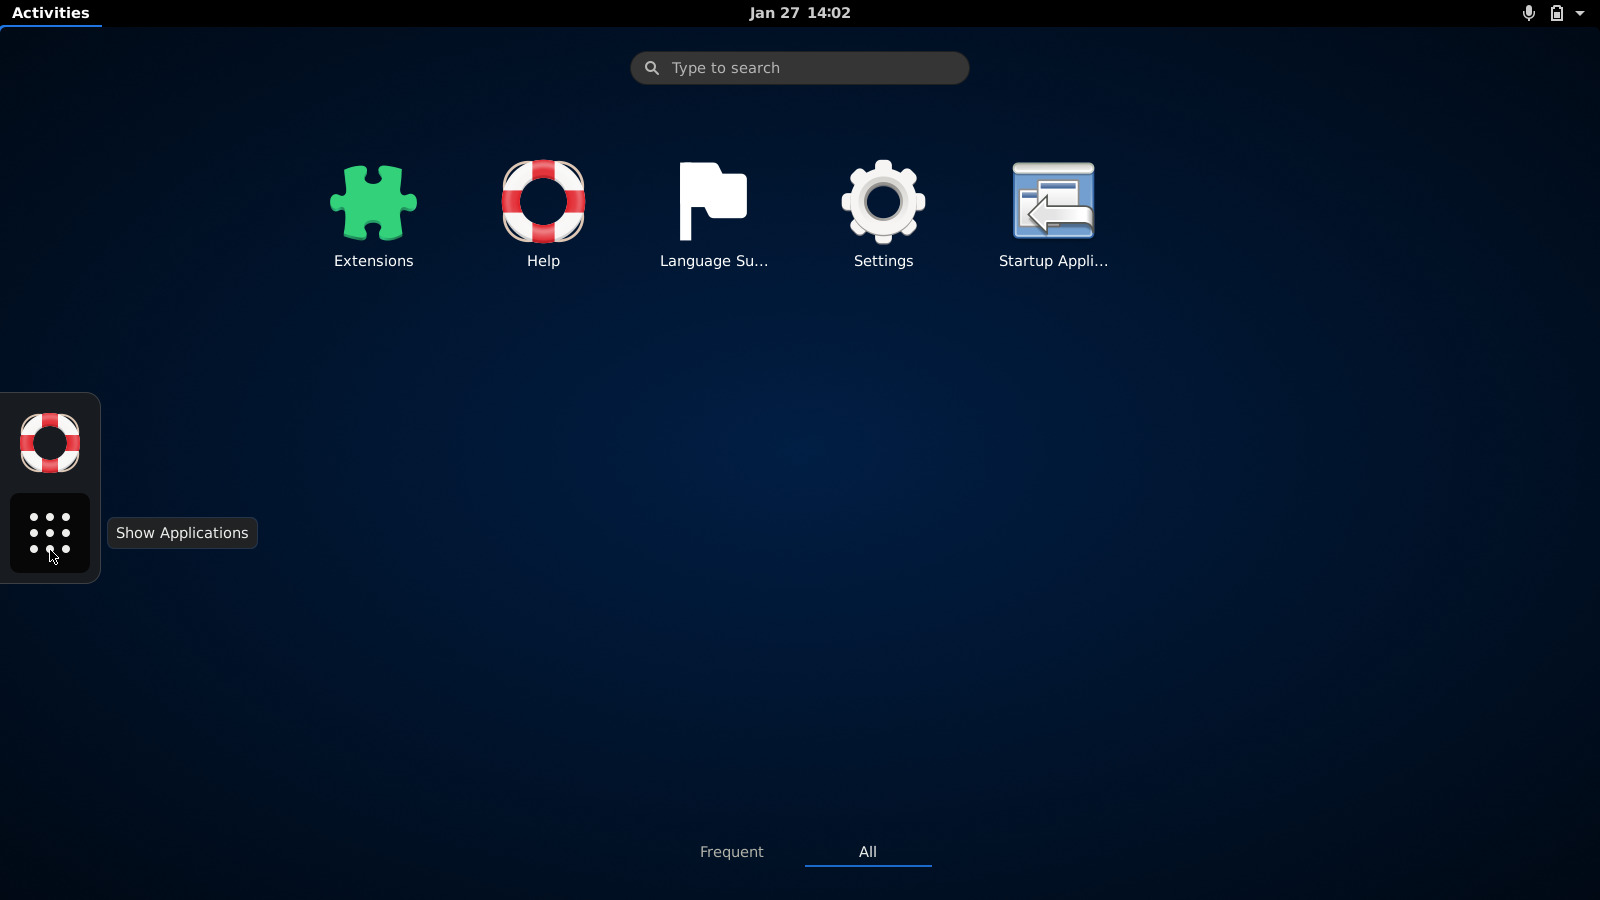 Activities
Jan 27 14:02
Type to search
Extensions
Help
Language Su...
Settings
Startup Appli...
Show Applications
Frequent
All